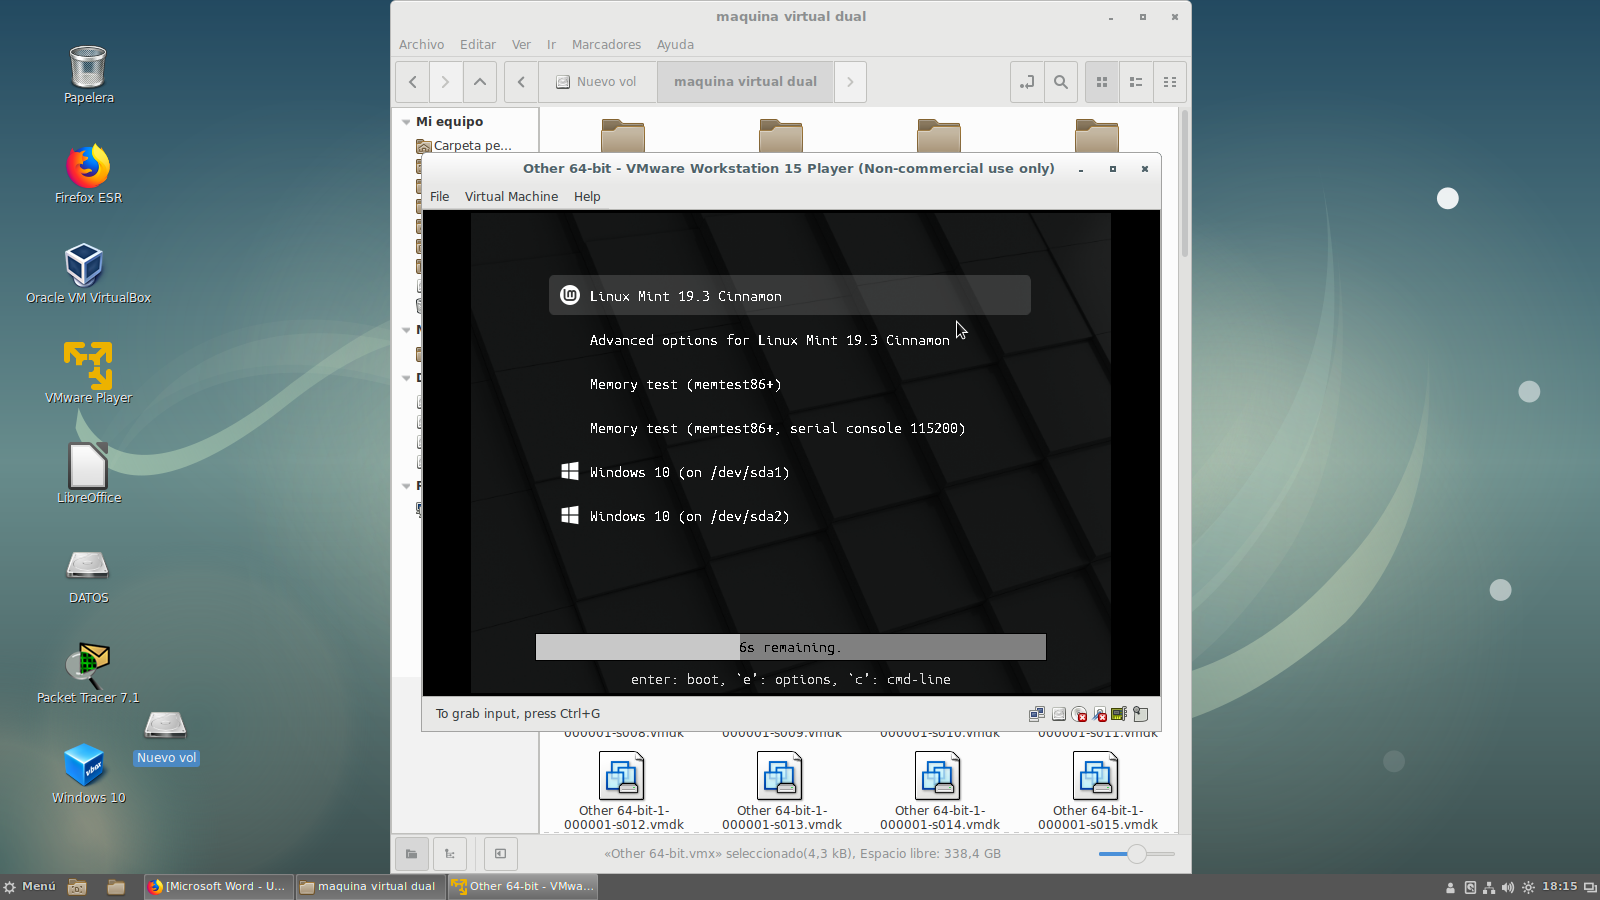 maquina virtual dual
Archivo Editar Ver Ir Marcadores Ayuda
Nuevo vol maquina virtual dual
Mi equipo
Carpeta pe...
Papelera
Firefox ESR
Oracle VM VirtualBox
VMware Player
LibreOffice
DATOS
Packet Tracer 7.1
Nuevo vol
Windows 10
Other 64-bit - VMware Workstation 15 Player (Non-commercial use only)
File Virtual Machine Help
Linux Mint 19.3 Cinnamon
Advanced options for Linux Mint 19.3 Cinnamon
Memory test (memtest86+)
Memory test (memtest86+, serial console 115200)
Windows 10 (on /dev/sda1)
Windows 10 (on /dev/sda2)
6s remaining.
enter: boot, `e': options, `c': cmd-line
To grab input, press Ctrl+G
000001-s008.vmdk 000001-s009.vmdk 000001-s010.vmdk 000001-s011.vmdk
Other 64-bit-1- Other 64-bit-1- Other 64-bit-1- Other 64-bit-1-
000001-s012.vmdk 000001-s013.vmdk 000001-s014.vmdk 000001-s015.vmdk
«Other 64-bit.vmx» seleccionado(4,3 kB), Espacio libre: 338,4 GB
Menú [Microsoft Word - U... maquina virtual dual Other 64-bit - VMwa... 18:15